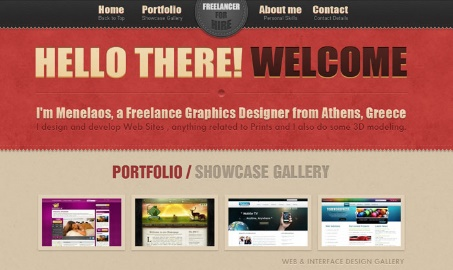 Home Portfolio FREELANCER FOR HIRE About me Contact
Back to Top Showcase Gallery Personal Skills Contact Details
HELLO THERE! WELCOME
I'm Menelaos, a Freelance Graphics Designer from Athens, Greece
I design and develop Web Sites , anything related to Prints and I also do some 3D modeling.
PORTFOLIO / SHOWCASE GALLERY
Mobile TV
WEB & INTERFACE DESIGN GALLERY